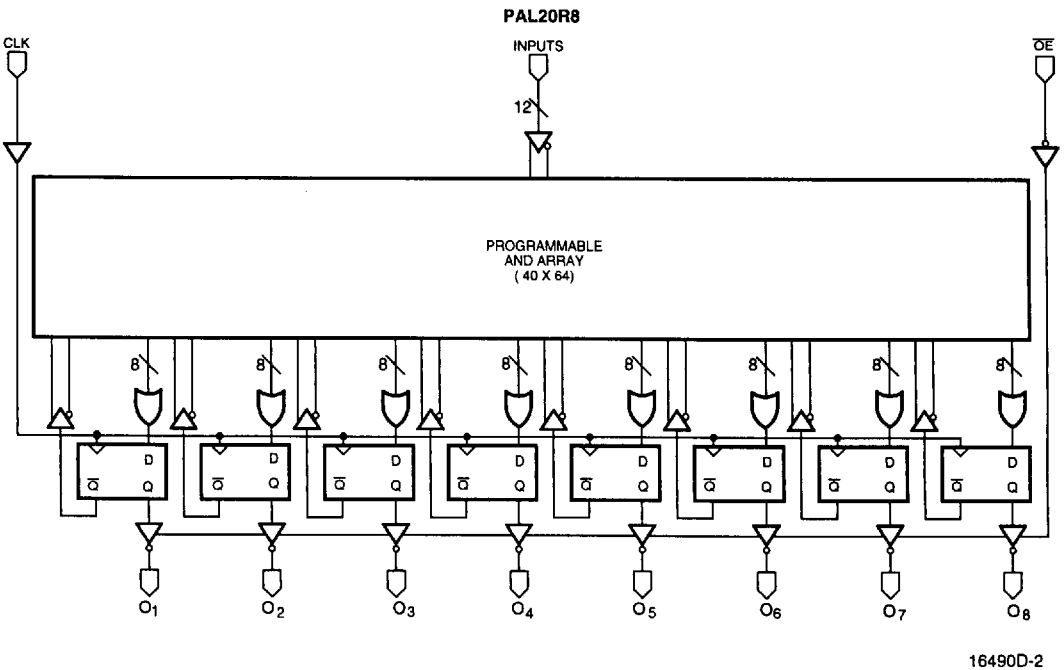 PAL20R8
CLK
INPUTS
O̅E̅
12
PROGRAMMABLE
AND ARRAY
( 40 X 64)
8 8 8 8 8 8 8 8
D D D D D D D D
Q̅ Q Q̅ Q Q̅ Q Q̅ Q Q̅ Q Q̅ Q Q̅ Q Q̅ Q
O1 O2 O3 O4 O5 O6 O7 O8
16490D-2